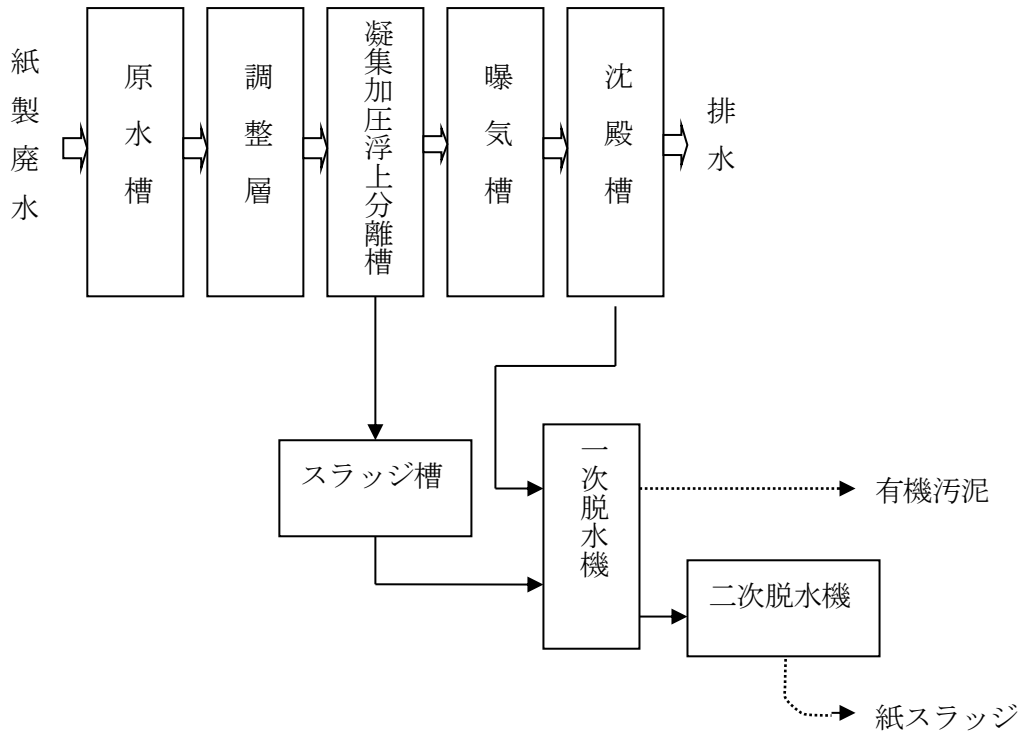 紙製廃水
原水槽
調整層
凝集加圧浮上分離槽
曝気槽
沈殿槽
排水
スラッジ槽
一次脱水機
有機汚泥
二次脱水機
紙スラッジ